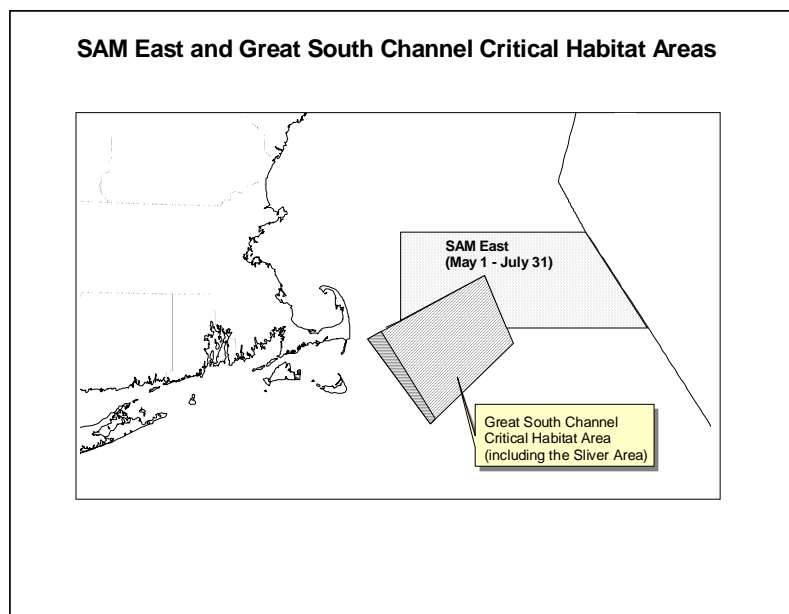 SAM East and Great South Channel Critical Habitat Areas
SAM East
(May 1 - July 31)
Great South Channel
Critical Habitat Area
(including the Sliver Area)